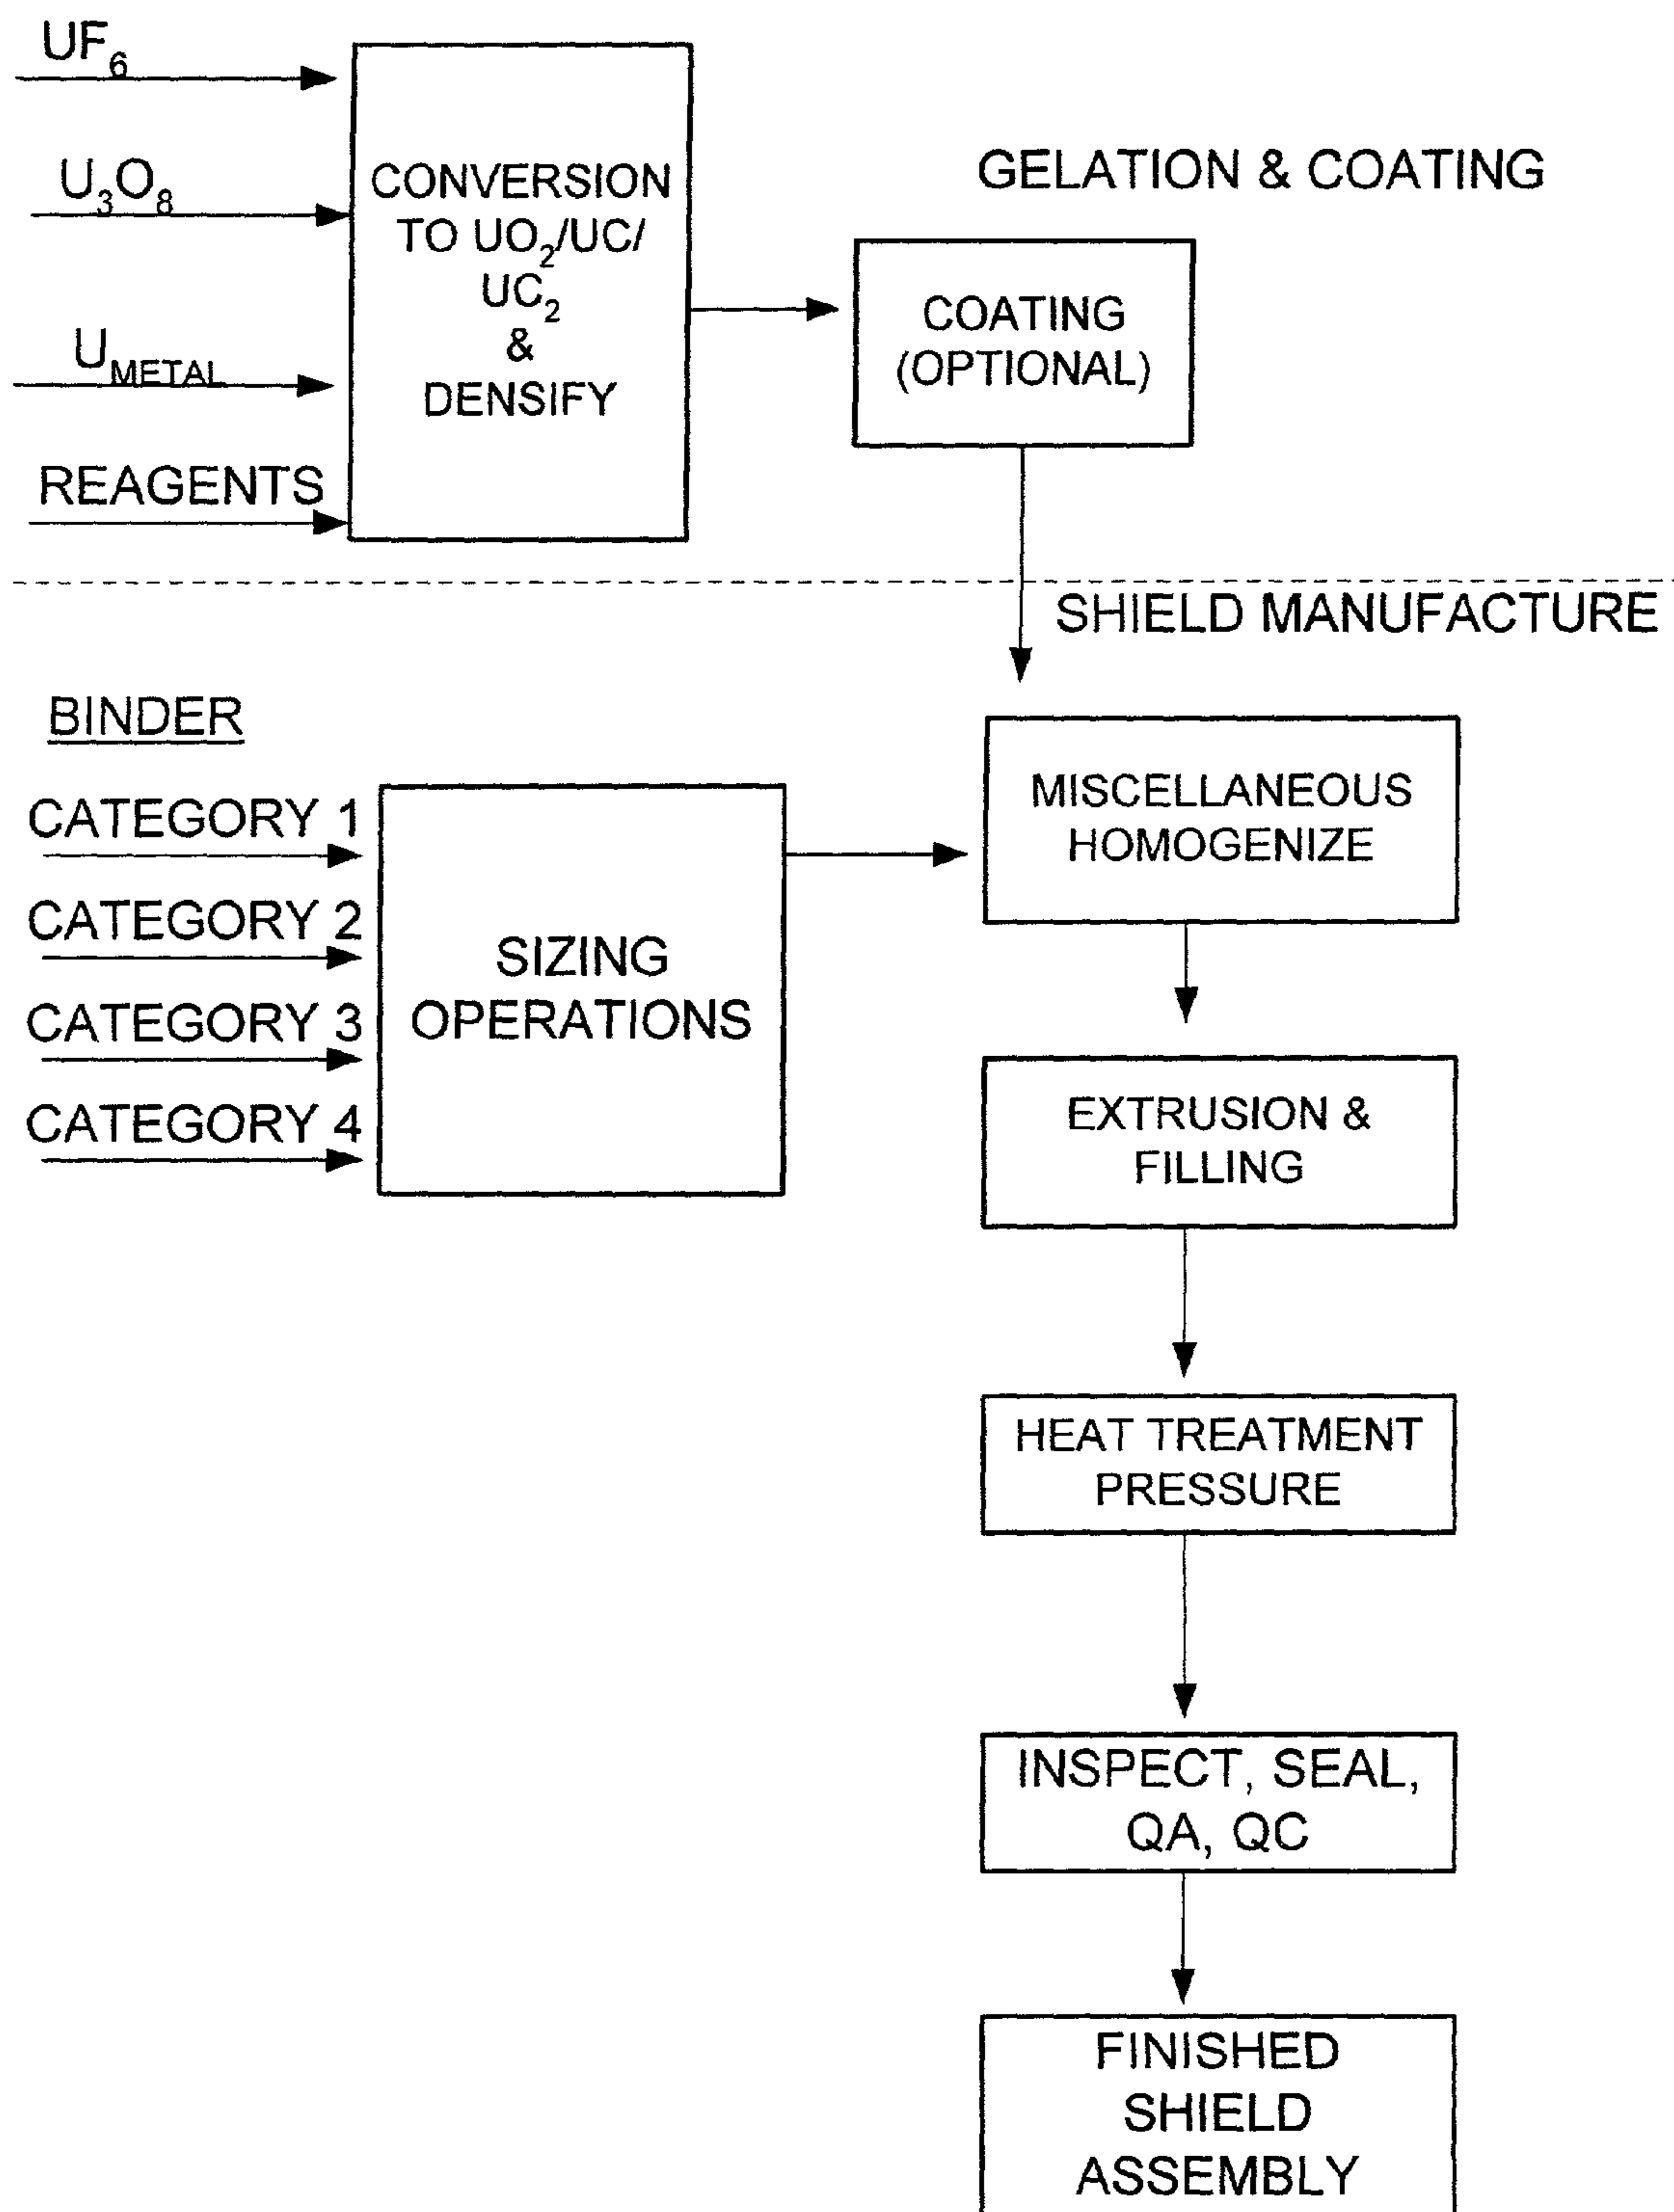 UF₆
U₃O₈
U_METAL
REAGENTS
CONVERSION
TO UO₂/UC/
UC₂
&
DENSIFY
GELATION & COATING
COATING
(OPTIONAL)
SHIELD MANUFACTURE
BINDER
CATEGORY 1
CATEGORY 2
CATEGORY 3
CATEGORY 4
SIZING
OPERATIONS
MISCELLANEOUS
HOMOGENIZE
EXTRUSION &
FILLING
HEAT TREATMENT
PRESSURE
INSPECT, SEAL,
QA, QC
FINISHED
SHIELD
ASSEMBLY